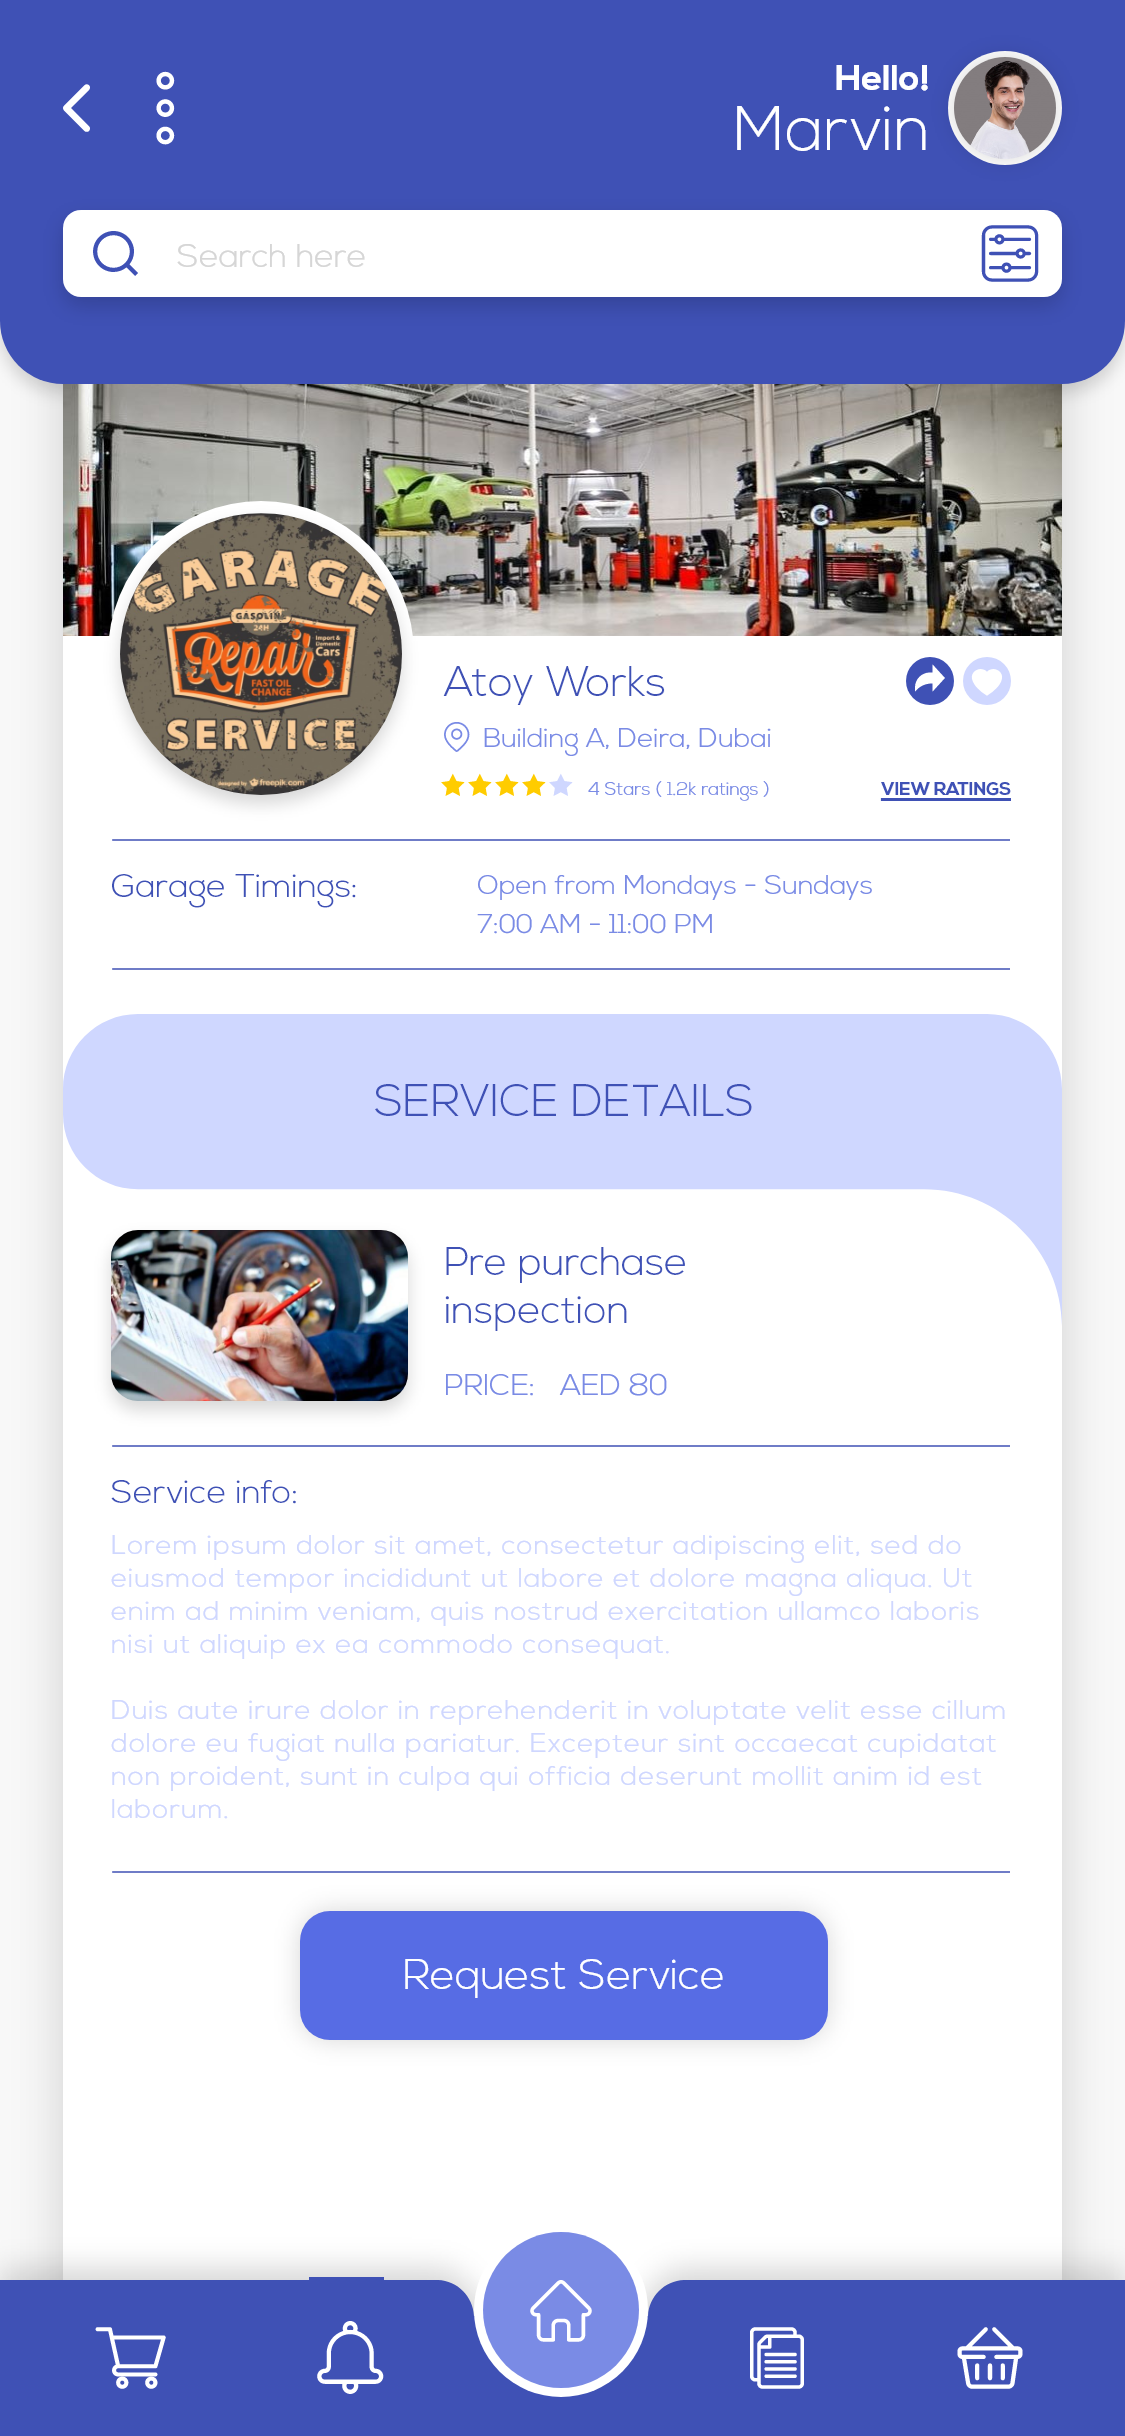 Hello!
Marvin
Search here
GARAGE
GASOLINE
24H
Repair
Import &
Domestic
Cars
FAST OIL
CHANGE
SERVICE
designed by freepik.com
Atoy Works
Building A, Deira, Dubai
4 Stars ( 1.2k ratings )
VIEW RATINGS
Garage Timings:
Open from Mondays - Sundays
7:00 AM - 11:00 PM
SERVICE DETAILS
Pre purchase
inspection
PRICE: AED 80
Service info:
Lorem ipsum dolor sit amet, consectetur adipiscing elit, sed do
eiusmod tempor incididunt ut labore et dolore magna aliqua. Ut
enim ad minim veniam, quis nostrud exercitation ullamco laboris
nisi ut aliquip ex ea commodo consequat.
Duis aute irure dolor in reprehenderit in voluptate velit esse cillum
dolore eu fugiat nulla pariatur. Excepteur sint occaecat cupidatat
non proident, sunt in culpa qui officia deserunt mollit anim id est
laborum.
Request Service